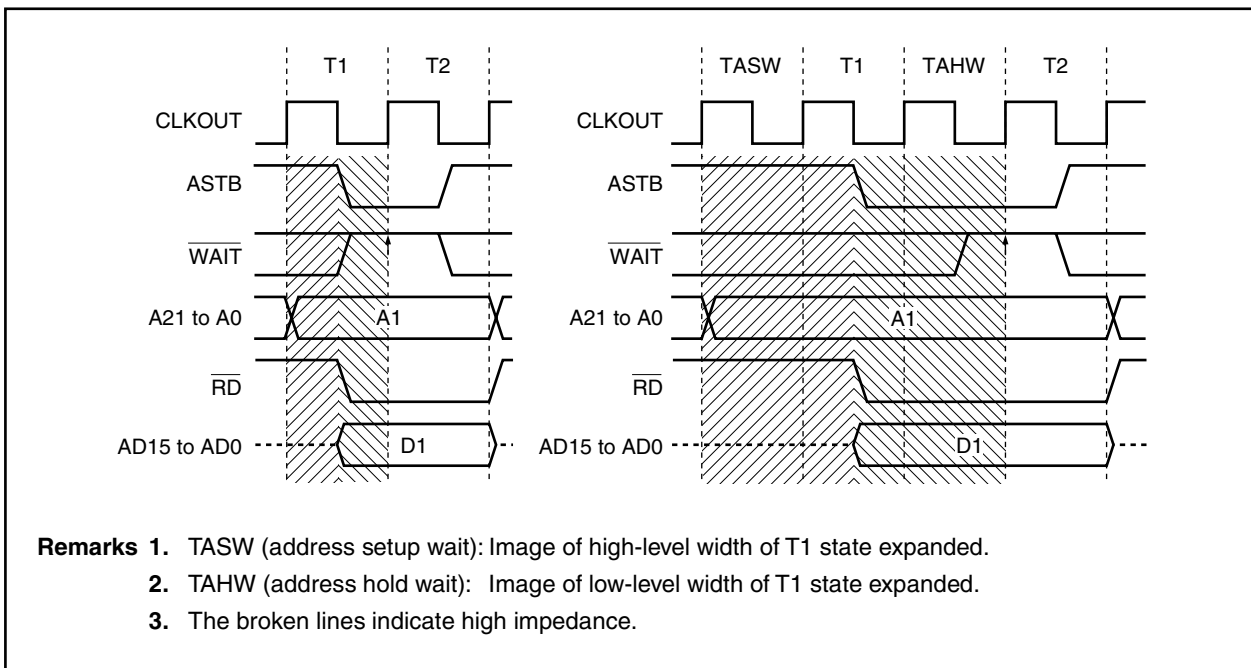 T1 T2
CLKOUT
ASTB
WAIT
A21 to A0 A1
RD
AD15 to AD0 D1
TASW T1 TAHW T2
CLKOUT
ASTB
WAIT
A21 to A0 A1
RD
AD15 to AD0 D1
Remarks 1. TASW (address setup wait): Image of high-level width of T1 state expanded.
2. TAHW (address hold wait): Image of low-level width of T1 state expanded.
3. The broken lines indicate high impedance.